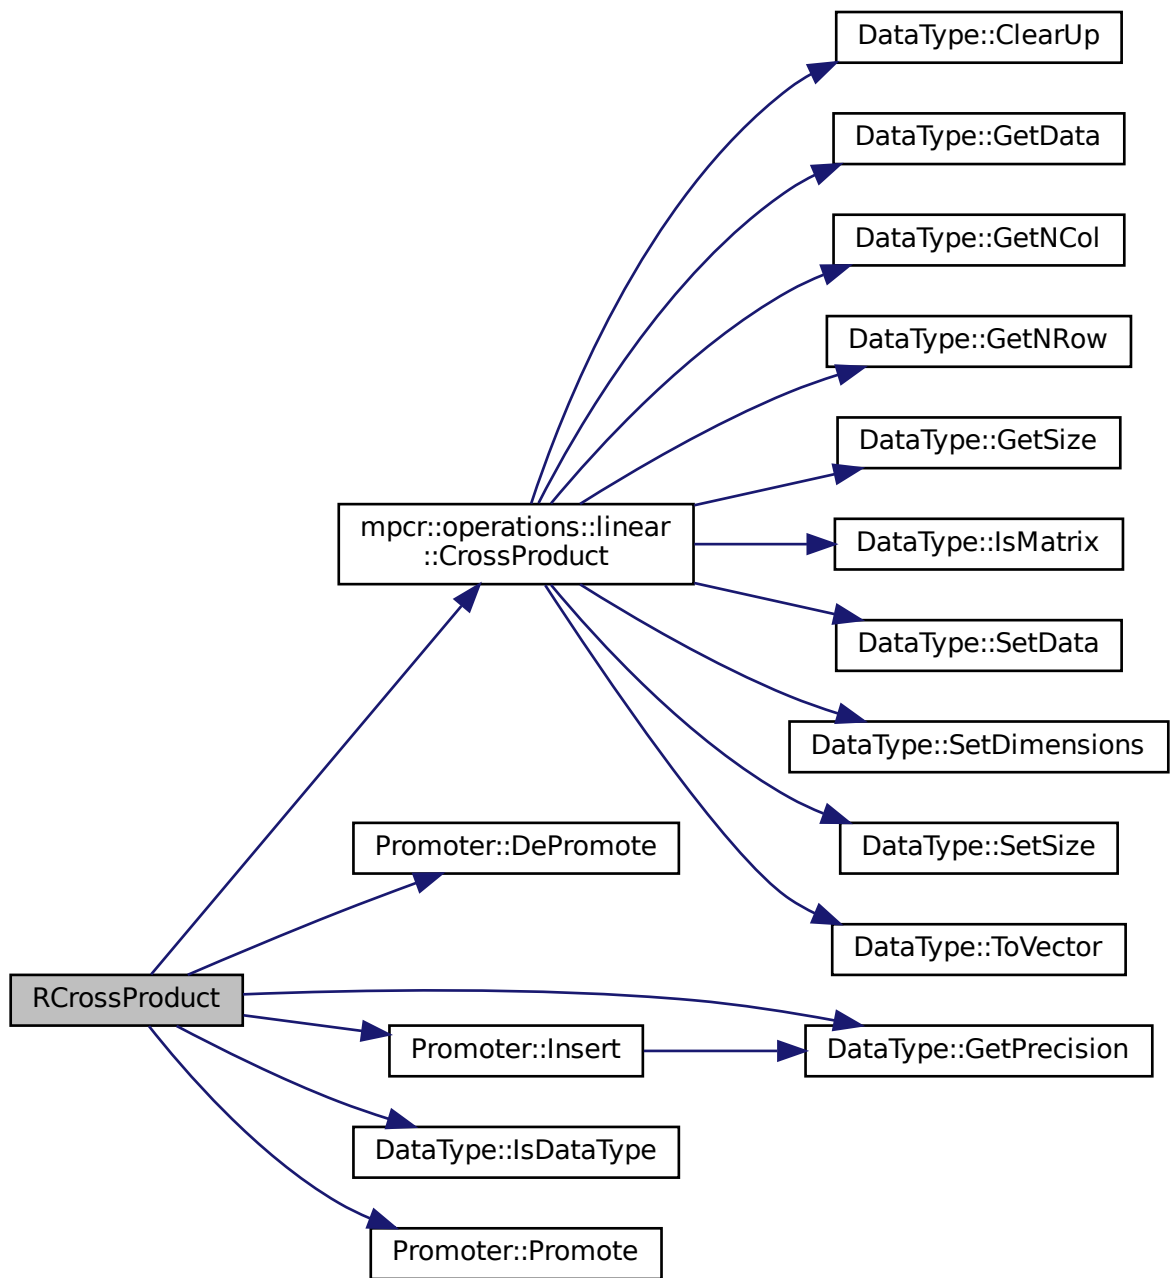 DataType::ClearUp
DataType::GetData
DataType::GetNCol
DataType::GetNRow
DataType::GetSize
mpcr::operations::linear
::CrossProduct
DataType::IsMatrix
DataType::SetData
DataType::SetDimensions
Promoter::DePromote
DataType::SetSize
DataType::ToVector
RCrossProduct
Promoter::Insert
DataType::GetPrecision
DataType::IsDataType
Promoter::Promote